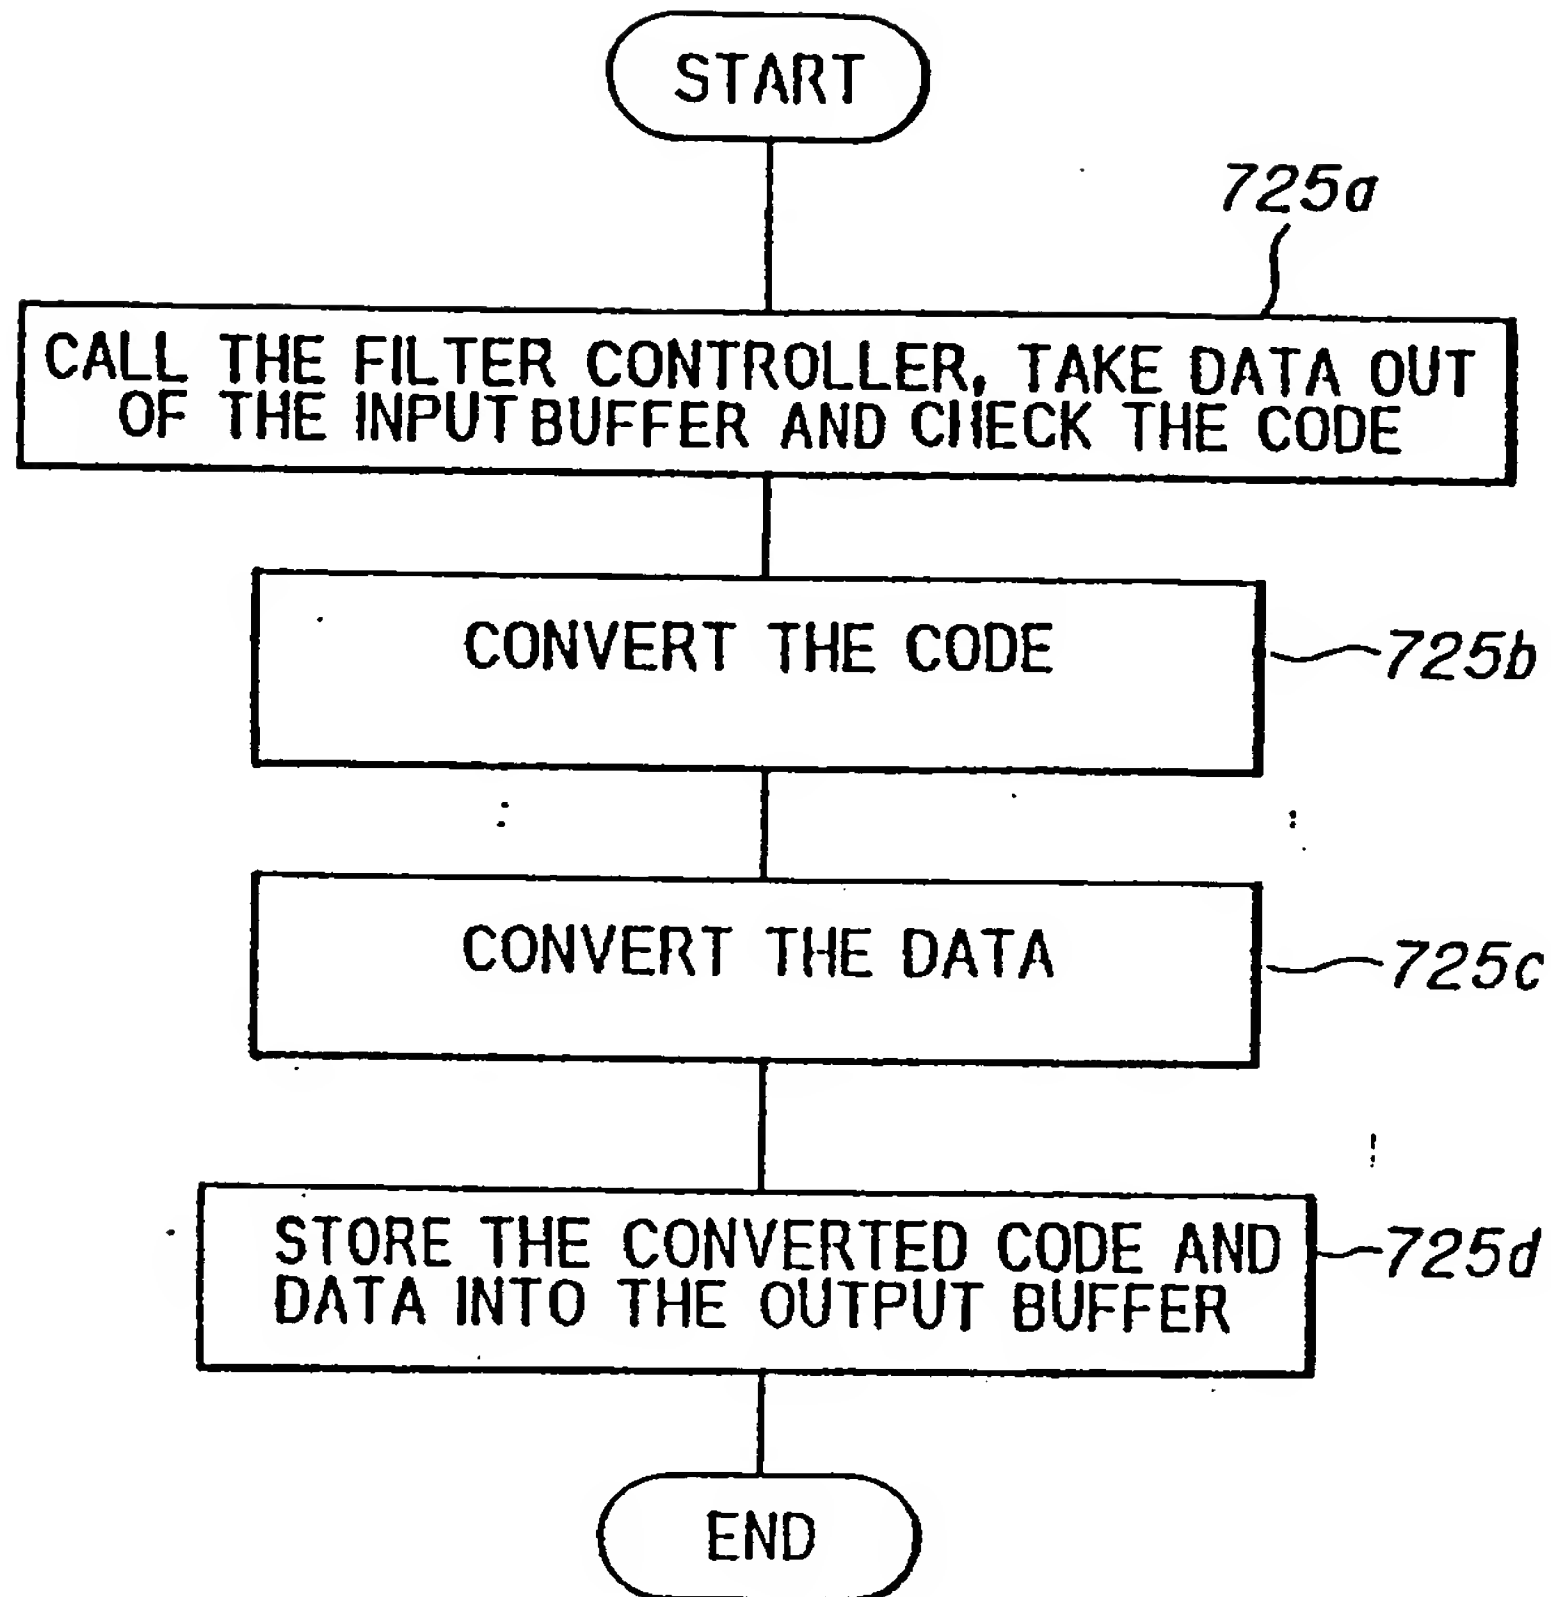 START
725a
CALL THE FILTER CONTROLLER, TAKE DATA OUT
OF THE INPUT BUFFER AND CHECK THE CODE
CONVERT THE CODE
725b
CONVERT THE DATA
725c
STORE THE CONVERTED CODE AND
DATA INTO THE OUTPUT BUFFER
725d
END